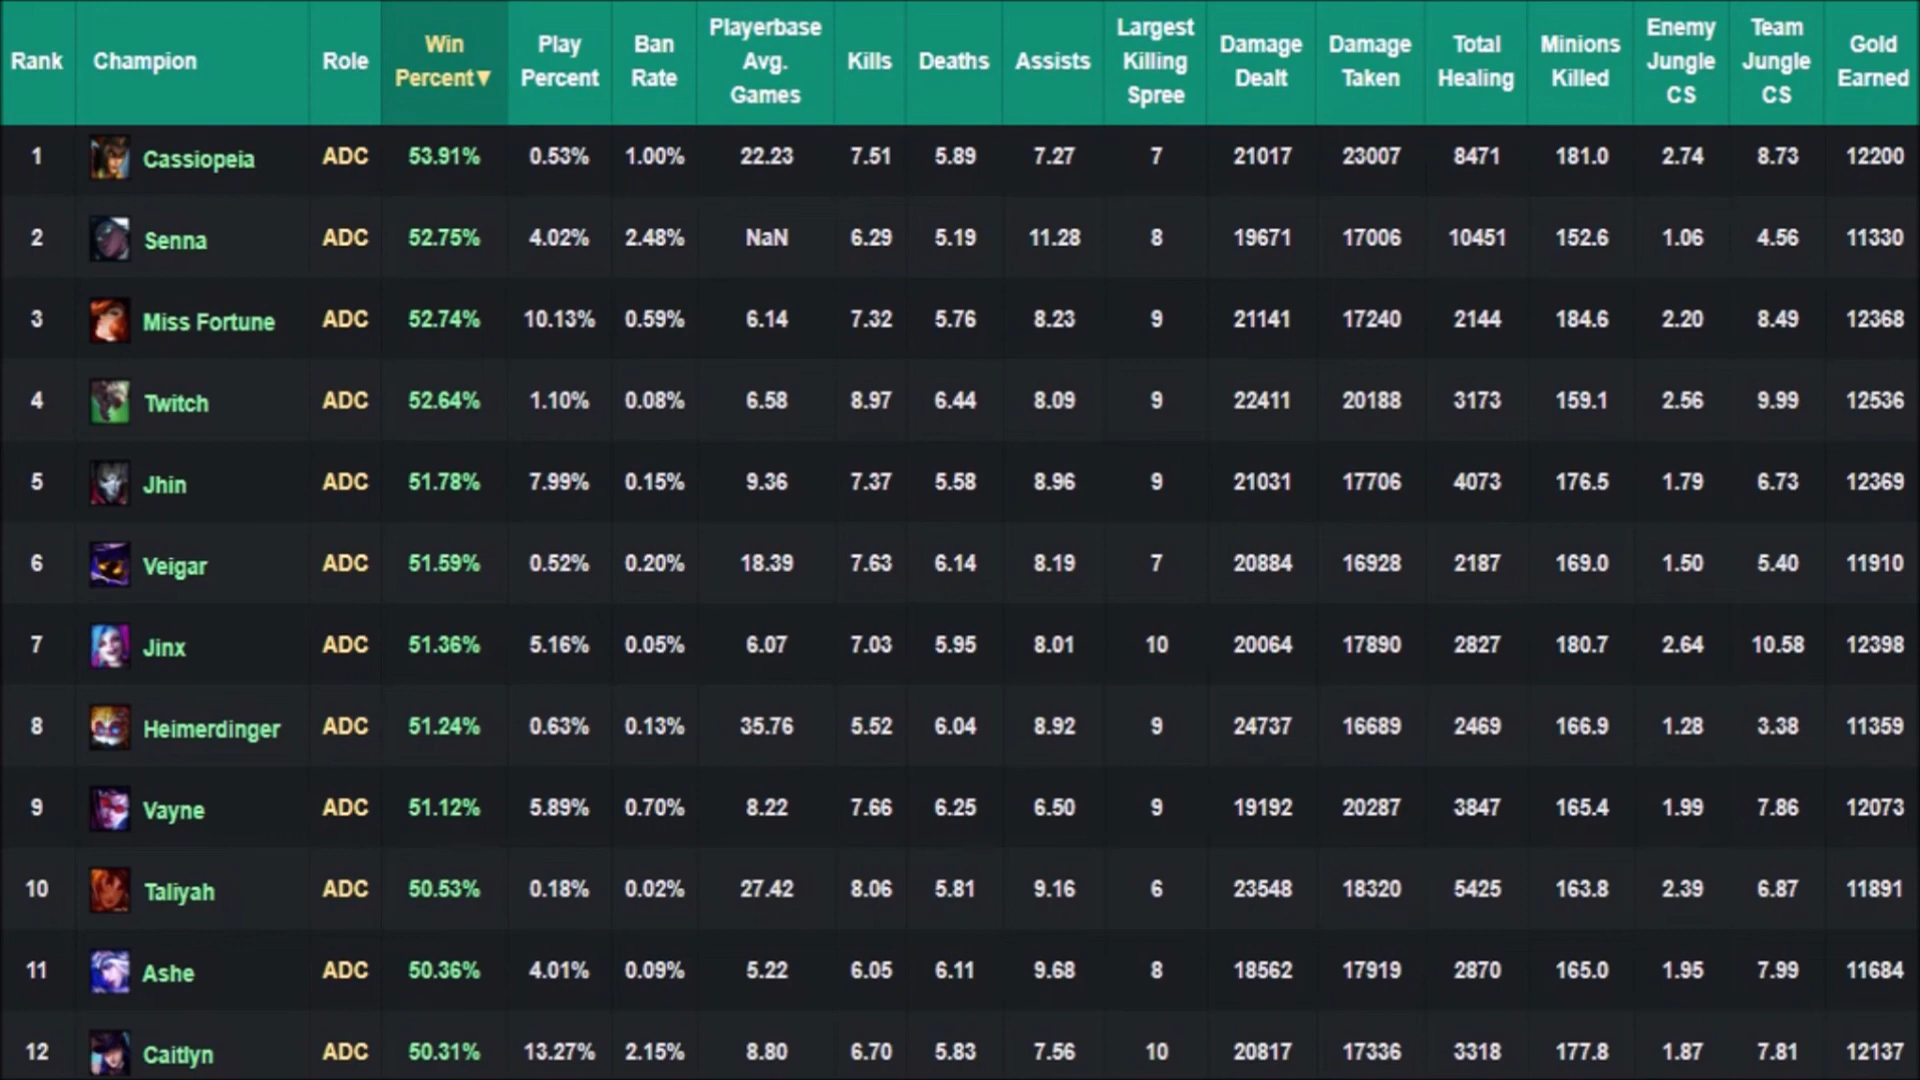 Rank Champion Role Win Percent▼ Play Percent Ban Rate Playerbase Avg. Games Kills Deaths Assists Largest Killing Spree Damage Dealt Damage Taken Total Healing Minions Killed Enemy Jungle CS Team Jungle CS Gold Earned
1 Cassiopeia ADC 53.91% 0.53% 1.00% 22.23 7.51 5.89 7.27 7 21017 23007 8471 181.0 2.74 8.73 12200
2 Senna ADC 52.75% 4.02% 2.48% NaN 6.29 5.19 11.28 8 19671 17006 10451 152.6 1.06 4.56 11330
3 Miss Fortune ADC 52.74% 10.13% 0.59% 6.14 7.32 5.76 8.23 9 21141 17240 2144 184.6 2.20 8.49 12368
4 Twitch ADC 52.64% 1.10% 0.08% 6.58 8.97 6.44 8.09 9 22411 20188 3173 159.1 2.56 9.99 12536
5 Jhin ADC 51.78% 7.99% 0.15% 9.36 7.37 5.58 8.96 9 21031 17706 4073 176.5 1.79 6.73 12369
6 Veigar ADC 51.59% 0.52% 0.20% 18.39 7.63 6.14 8.19 7 20884 16928 2187 169.0 1.50 5.40 11910
7 Jinx ADC 51.36% 5.16% 0.05% 6.07 7.03 5.95 8.01 10 20064 17890 2827 180.7 2.64 10.58 12398
8 Heimerdinger ADC 51.24% 0.63% 0.13% 35.76 5.52 6.04 8.92 9 24737 16689 2469 166.9 1.28 3.38 11359
9 Vayne ADC 51.12% 5.89% 0.70% 8.22 7.66 6.25 6.50 9 19192 20287 3847 165.4 1.99 7.86 12073
10 Taliyah ADC 50.53% 0.18% 0.02% 27.42 8.06 5.81 9.16 6 23548 18320 5425 163.8 2.39 6.87 11891
11 Ashe ADC 50.36% 4.01% 0.09% 5.22 6.05 6.11 9.68 8 18562 17919 2870 165.0 1.95 7.99 11684
12 Caitlyn ADC 50.31% 13.27% 2.15% 8.80 6.70 5.83 7.56 10 20817 17336 3318 177.8 1.87 7.81 12137